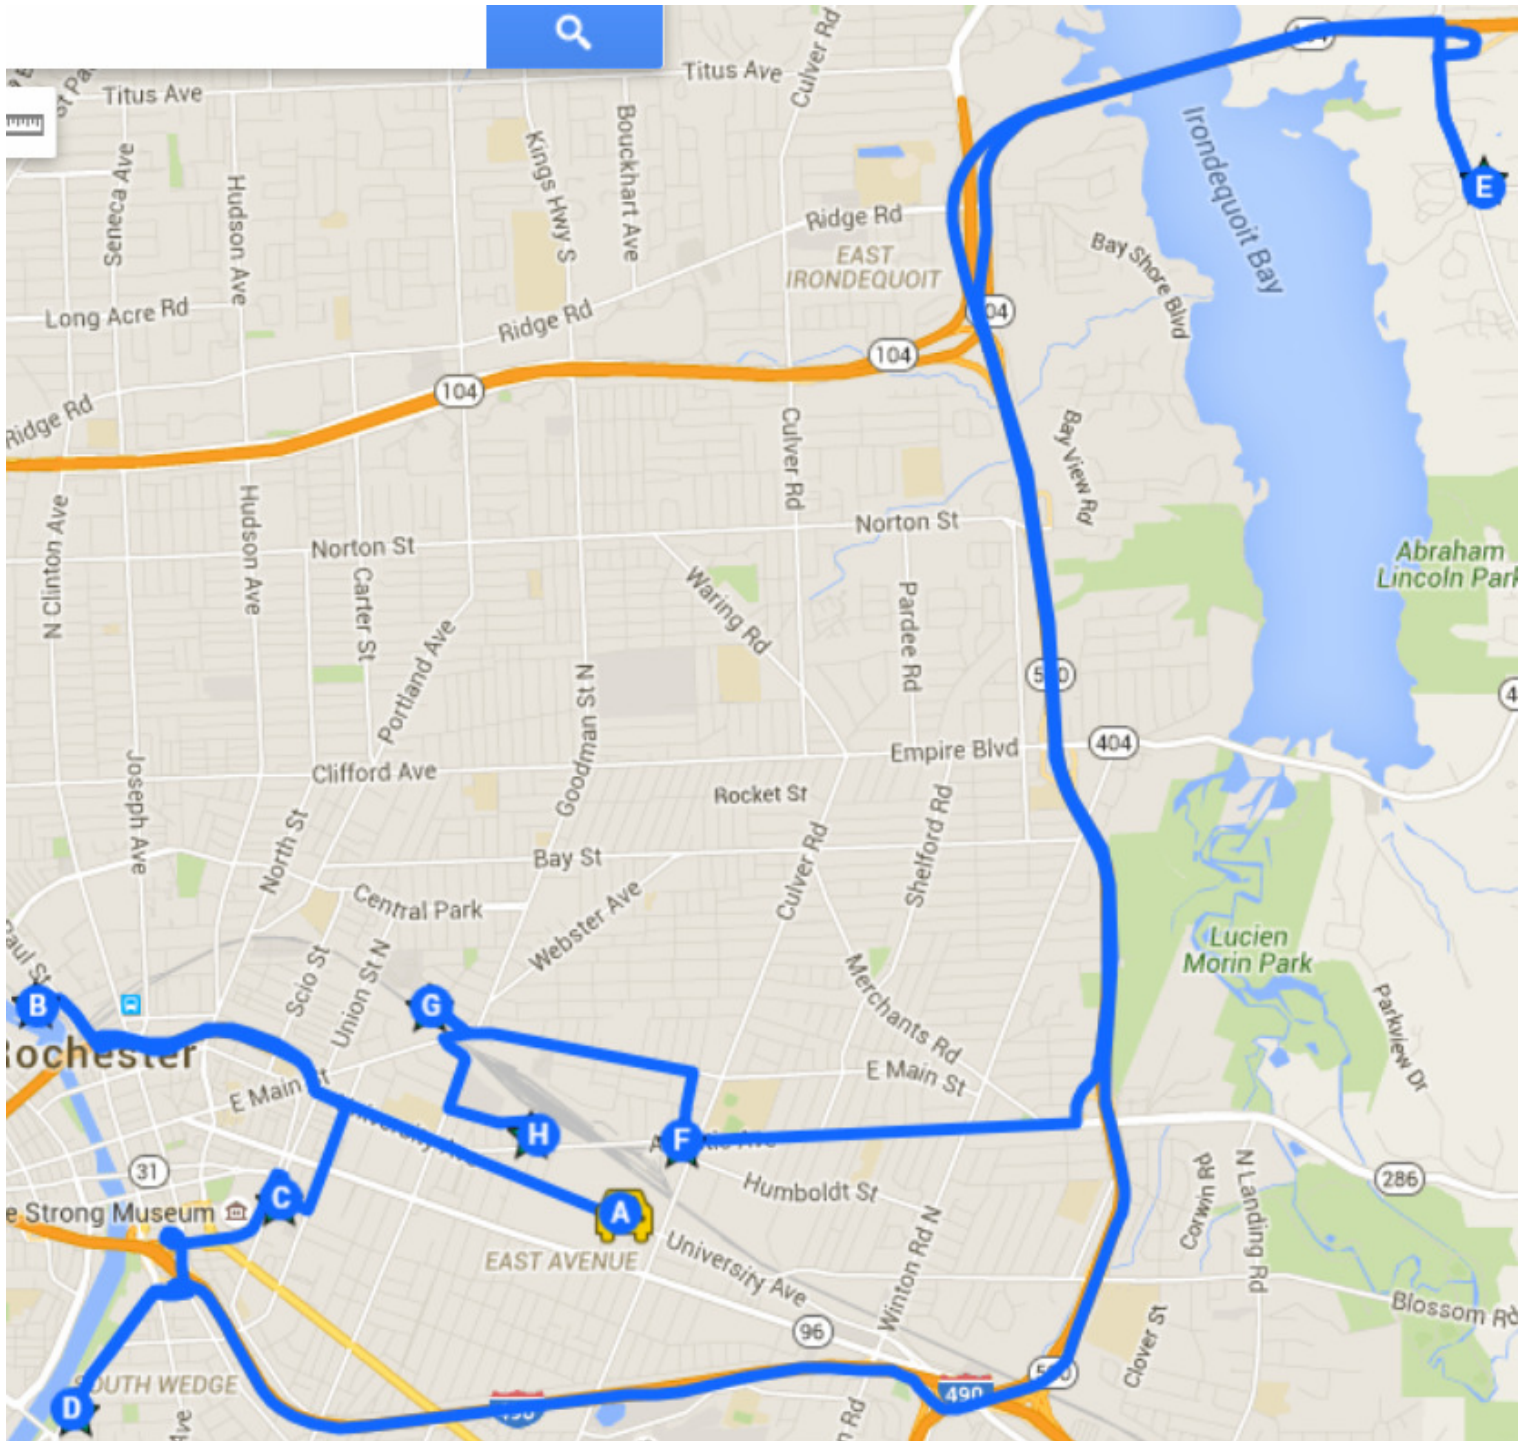 Titus Ave
Titus Ave
Culver Rd
Seneca Ave
Hudson Ave
Kings Hwy S
Bouckhart Ave
Irondequoit Bay
E
Ridge Rd
EAST
IRONDEQUOIT
Bay Shore Blvd
Long Acre Rd
Ridge Rd
104
104
Ridge Rd
Culver Rd
Bay View Rd
N Clinton Ave
Hudson Ave
Norton St
Norton St
Carter St
Waring Rd
Pardee Rd
Abraham
Lincoln Park
Portland Ave
N Goodman St
Empire Blvd
404
Clifford Ave
Rocket St
Joseph Ave
North St
Bay St
Culver Rd
Shelford Rd
Central Park
Webster Ave
Lucien
Morin Park
Scio St
Union St N
Merchants Rd
Parkview Dr
B
G
Rochester
E Main St
E Main St
University Ave
H
F
31
Humboldt St
Corwin Rd
N Landing Rd
286
C
e Strong Museum
A
EAST AVENUE
University Ave
Winton Rd N
Blossom Rd
96
Clover St
SOUTH WEDGE
D
490
490